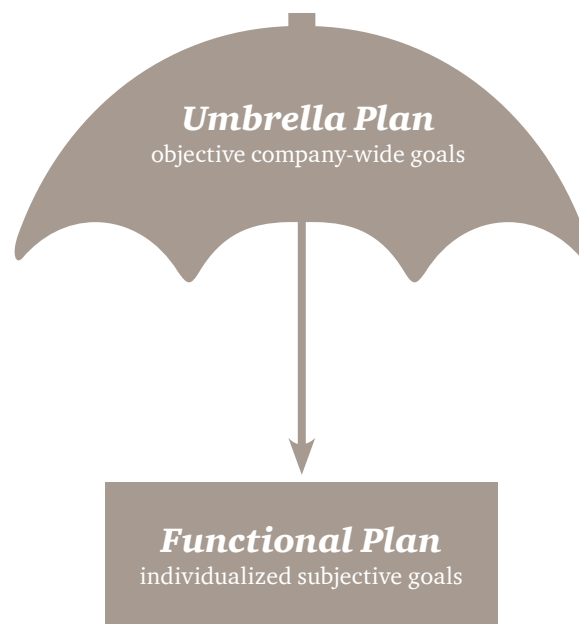 Umbrella Plan
objective company-wide goals
Functional Plan
individualized subjective goals